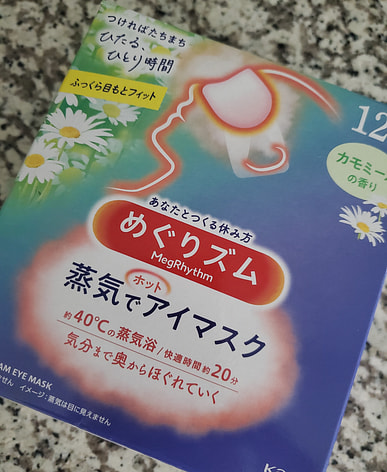 つければたちまち
ひたる、
ひとり時間
ふっくら目もとフィット
12
カモミー
の香り
あなたとつくる休み方
めぐりズム
MegRhythm
蒸気でホットアイマスク
約40℃の蒸気浴/快適時間約20分
気分まで奥からほぐれていく
AM EYE MASK
せん イメージ:蒸気は目に見えません